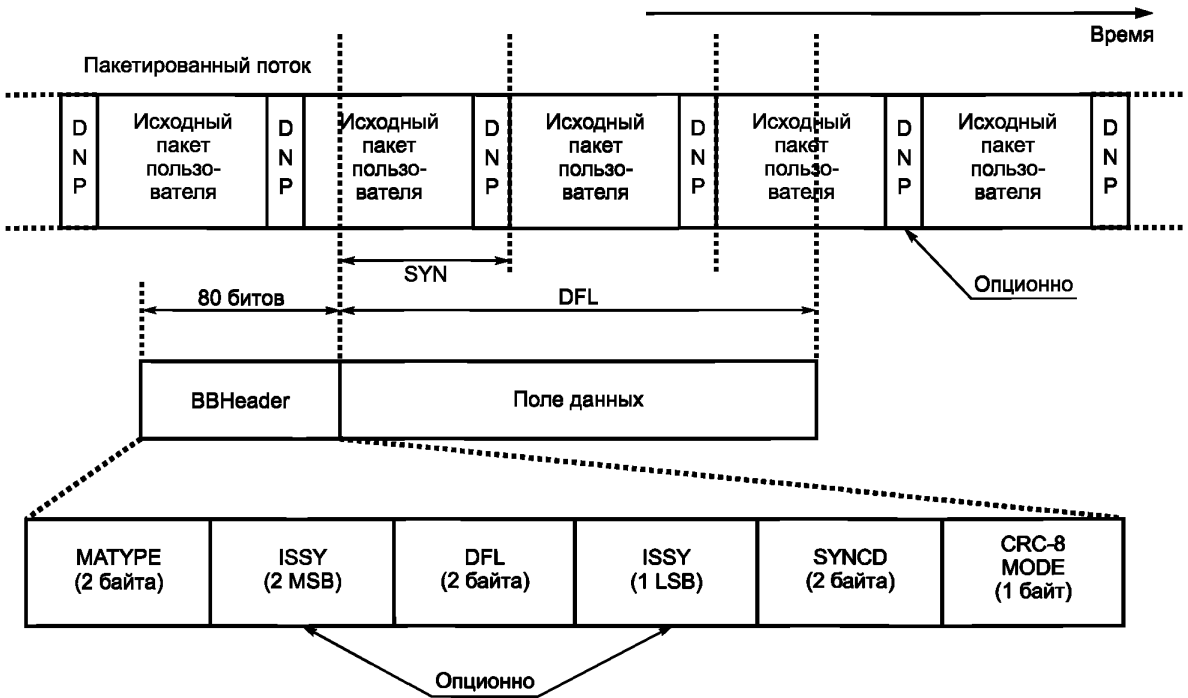 Время
Пакетированный поток
D N P
Исходный пакет пользо- вателя
D N P
Исходный пакет пользо- вателя
D N P
Исходный пакет пользо- вателя
D N P
Исходный пакет пользо- вателя
D N P
Исходный пакет пользо- вателя
D N P
SYN
Опционно
80 битов
DFL
BBHeader
Поле данных
MATYPE
(2 байта)
ISSY
(2 MSB)
DFL
(2 байта)
ISSY
(1 LSB)
SYNCD
(2 байта)
CRC-8
MODE
(1 байт)
Опционно